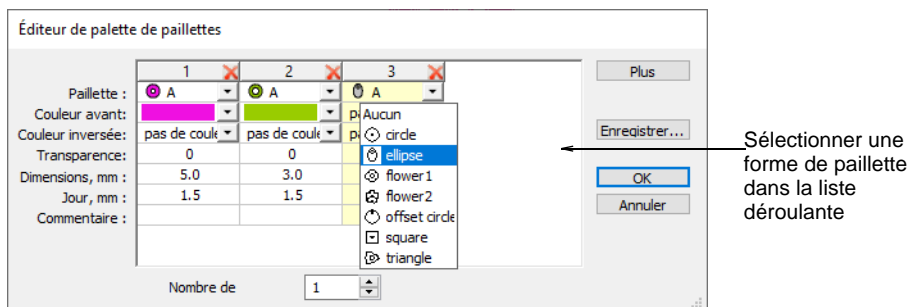 Éditeur de palette de paillettes
1 2 3 Plus
Paillette : A A A
Couleur avant: Aucun
Couleur inversée: pas de coule pas de coule circle Enregistrer...
Transparence: 0 0 ellipse
Dimensions, mm : 5.0 3.0 flower1 OK
Jour, mm : 1.5 1.5 flower2 Annuler
Commentaire : offset circle
square
triangle
Nombre de 1
Sélectionner une
forme de paillette
dans la liste
déroulante